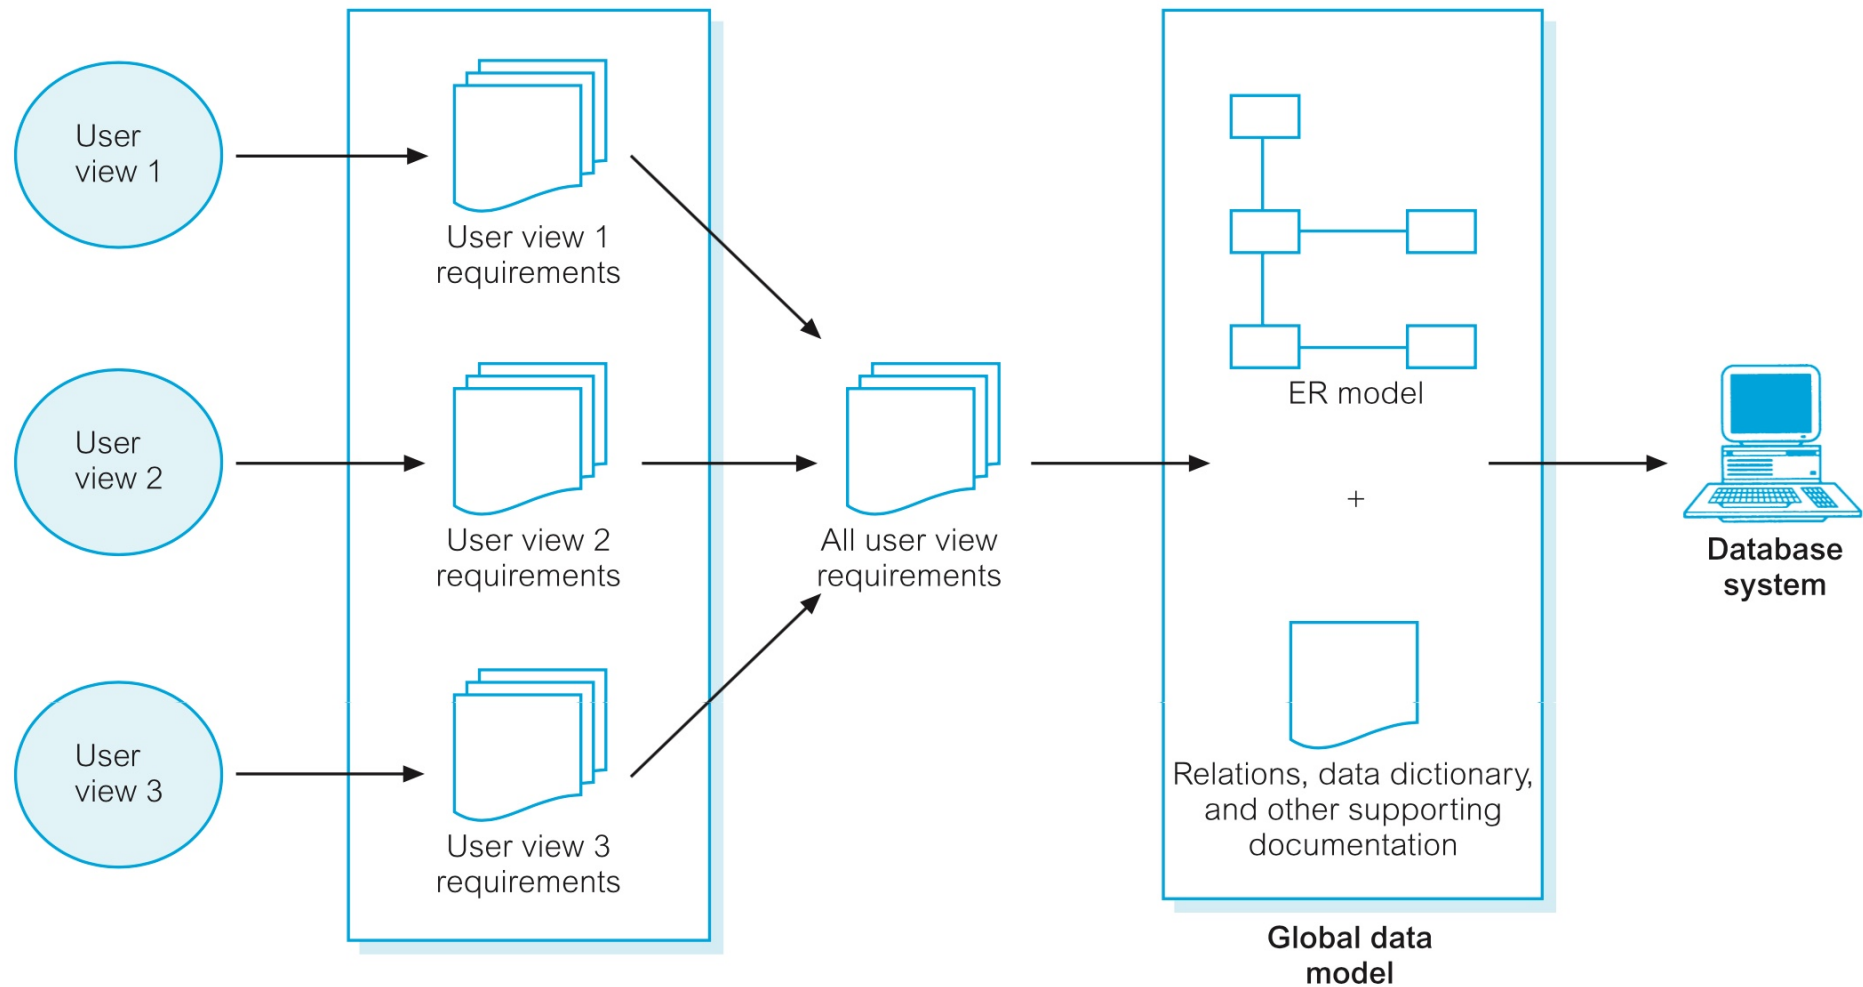 User
view 1
User view 1
requirements
User
view 2
User view 2
requirements
User
view 3
User view 3
requirements
All user view
requirements
ER model
+
Relations, data dictionary,
and other supporting
documentation
Global data
model
Database
system